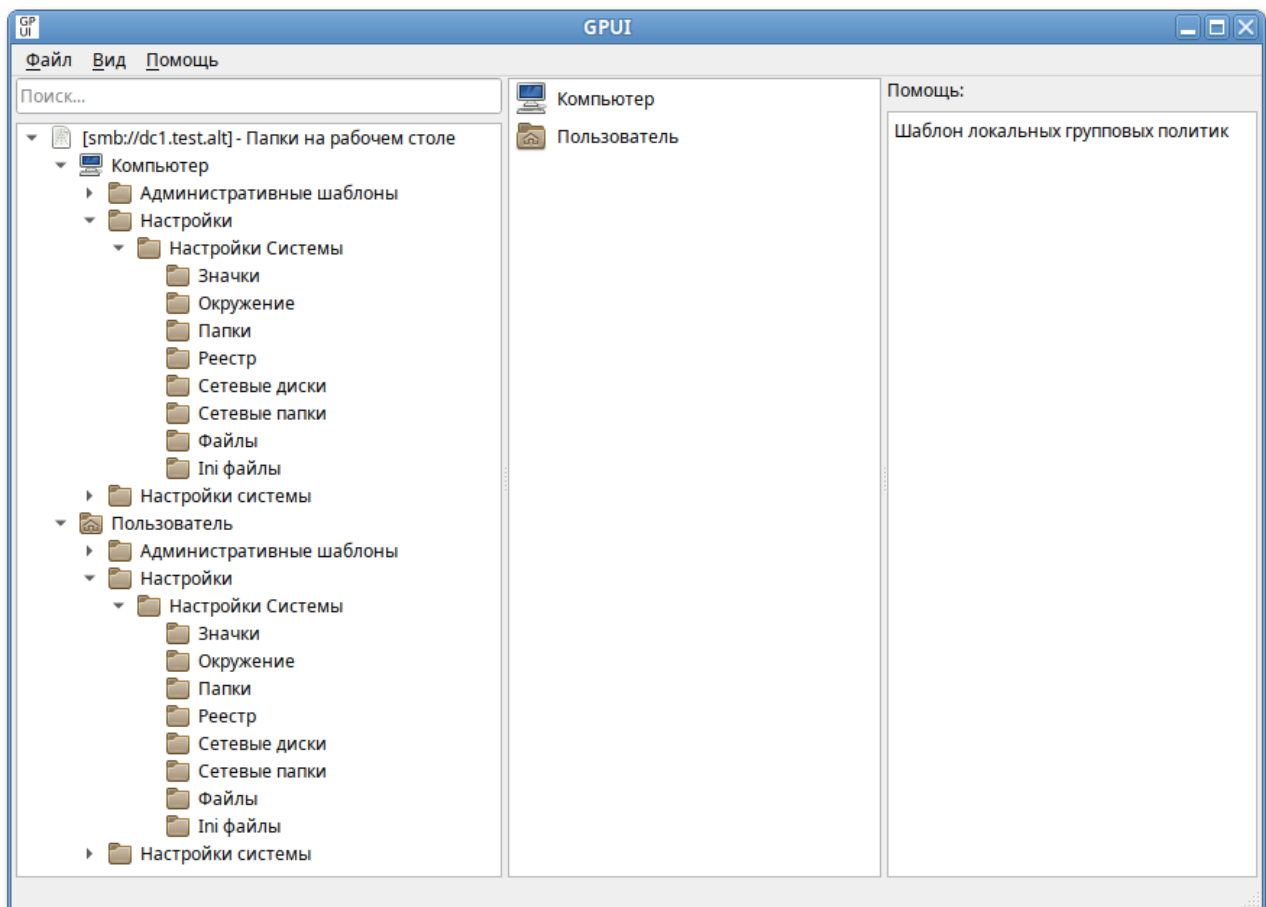 GP
UI
GPUI
Файл Вид Помощь
Поиск...
[smb://dc1.test.alt] - Папки на рабочем столе
Компьютер
Административные шаблоны
Настройки
Настройки Системы
Значки
Окружение
Папки
Реестр
Сетевые диски
Сетевые папки
Файлы
Ini файлы
Настройки системы
Пользователь
Административные шаблоны
Настройки
Настройки Системы
Значки
Окружение
Папки
Реестр
Сетевые диски
Сетевые папки
Файлы
Ini файлы
Настройки системы
Компьютер
Пользователь
Помощь:
Шаблон локальных групповых политик